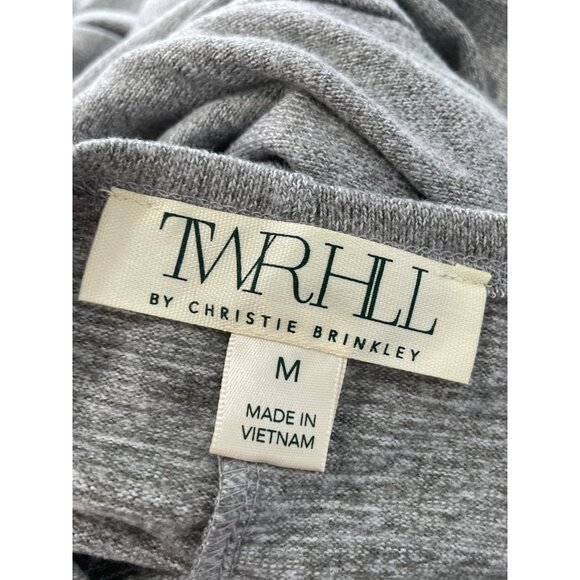 TWRHLL
BY CHRISTIE BRINKLEY
M
MADE IN
VIETNAM